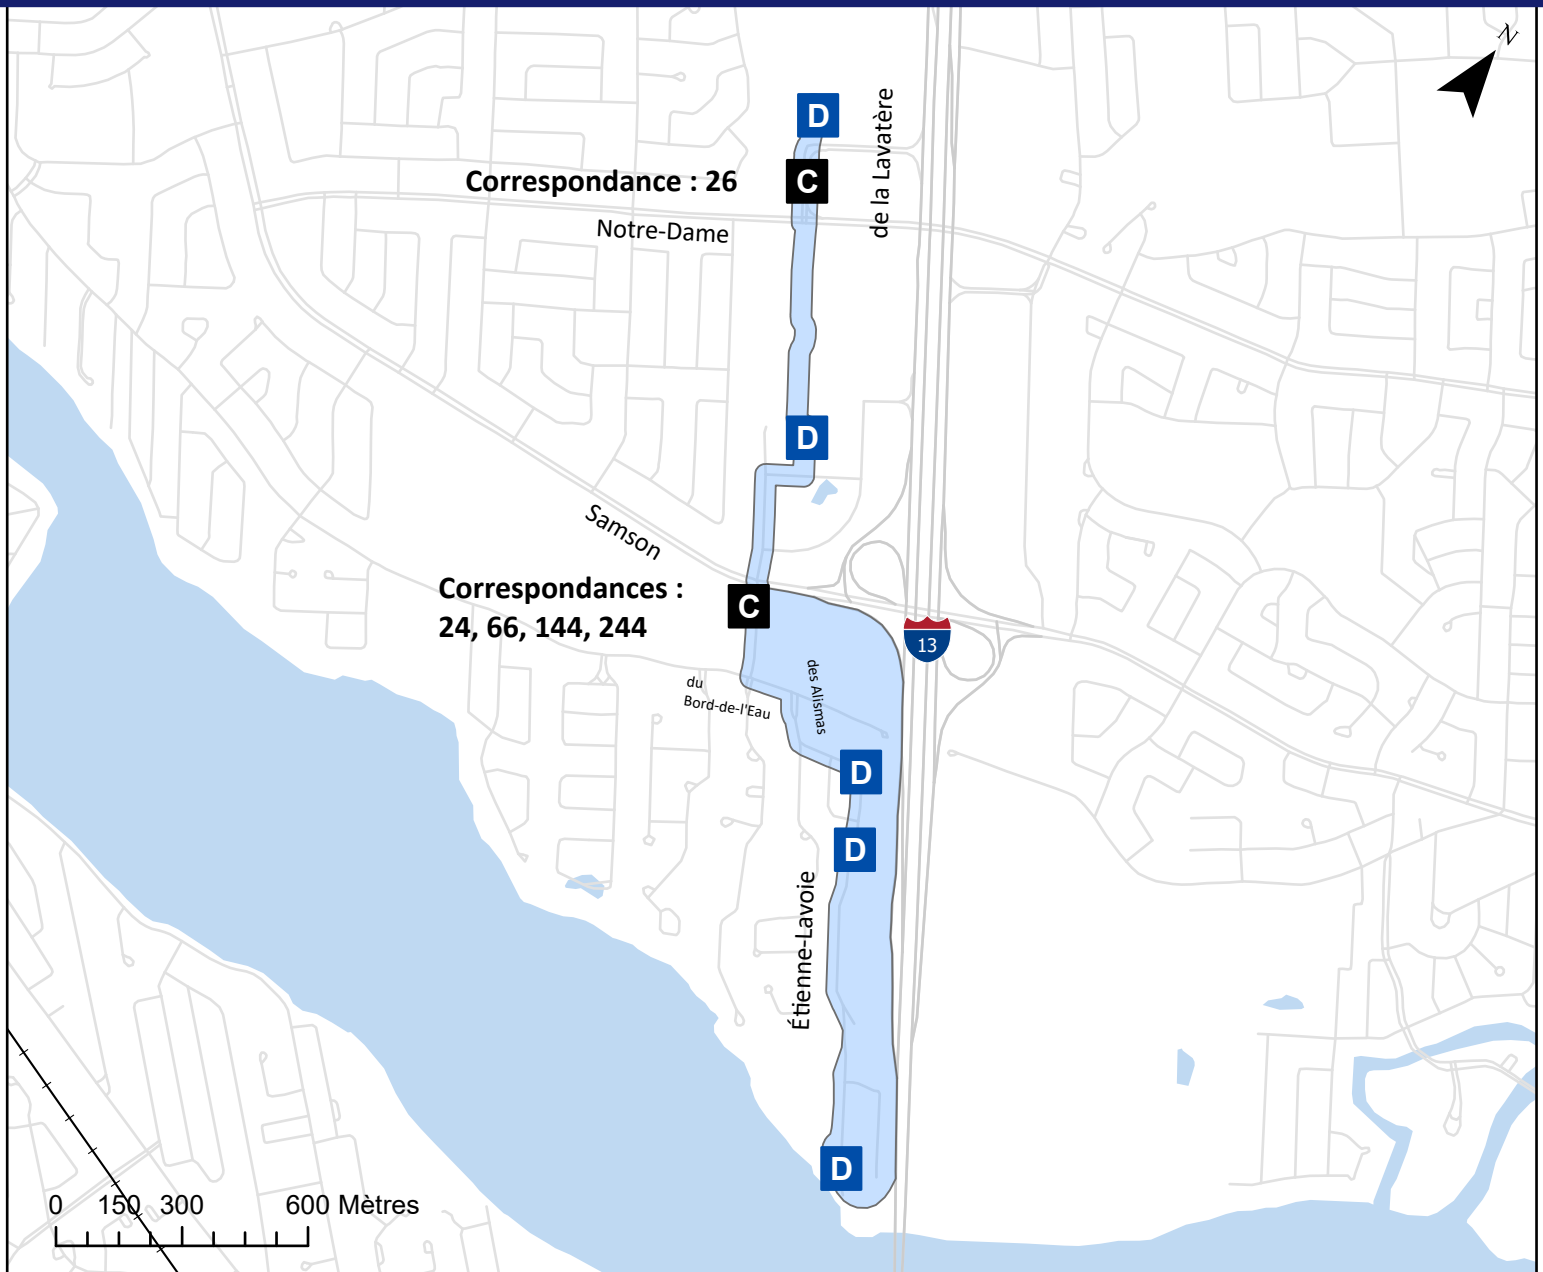 N
D
de la Lavatère
Correspondance : 26
C
Notre-Dame
D
Samson
Correspondances :
24, 66, 144, 244
C
13
des Alismas
du
Bord-de-l'Eau
D
D
Étienne-Lavoie
D
0 150 300 600 Mètres